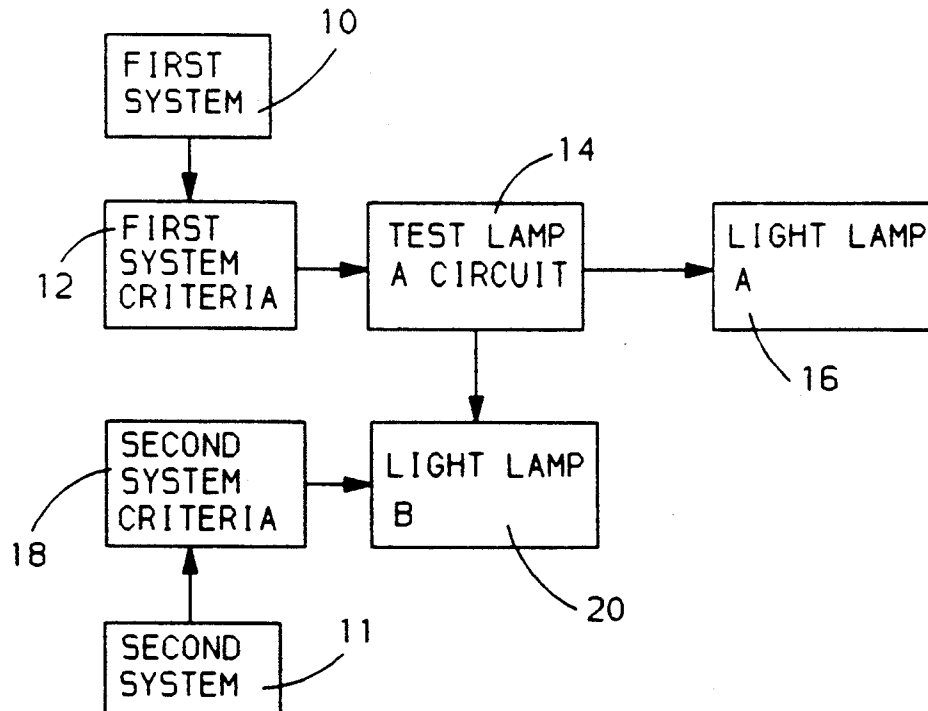 10
FIRST
SYSTEM
14
12
FIRST
SYSTEM
CRITERIA
TEST LAMP
A CIRCUIT
LIGHT LAMP
A
16
18
SECOND
SYSTEM
CRITERIA
LIGHT LAMP
B
20
11
SECOND
SYSTEM